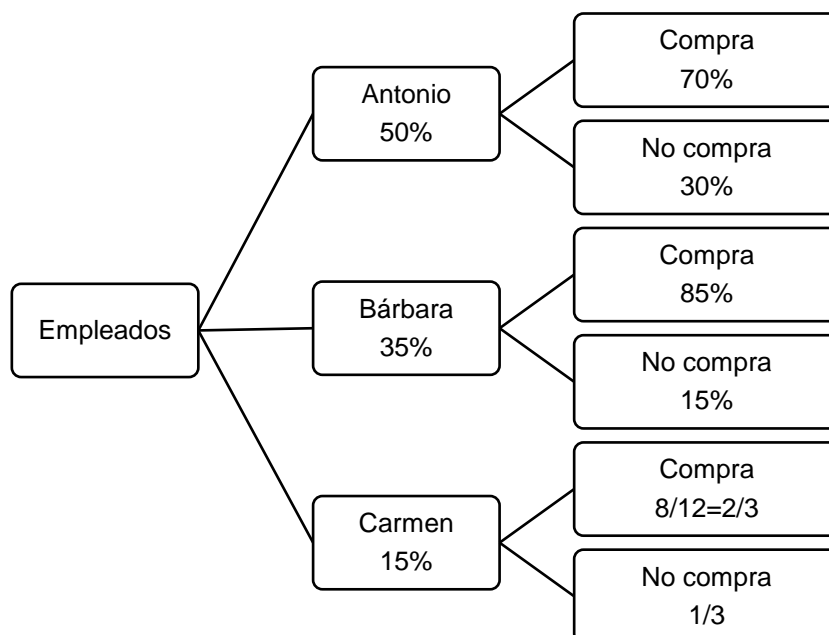 Empleados
Antonio
50%
Compra
70%
No compra
30%
Bárbara
35%
Compra
85%
No compra
15%
Carmen
15%
Compra
8/12=2/3
No compra
1/3